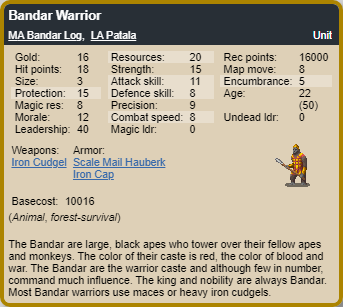 Bandar Warrior
MA Bandar Log, LA Patala Unit
Gold: 16 Resources: 20 Rec points: 16000
Hit points: 18 Strength: 15 Map move: 8
Size: 3 Attack skill: 11 Encumbrance: 5
Protection: 15 Defence skill: 8 Age: 22
Magic res: 8 Precision: 9 (50)
Morale: 12 Combat speed: 8 Undead ldr: 0
Leadership: 40 Magic ldr: 0
Weapons: Armor:
Iron Cudgel Scale Mail Hauberk
Iron Cap
Basecost: 10016
(Animal, forest-survival)
The Bandar are large, black apes who tower over their fellow apes
and monkeys. The color of their caste is red, the color of blood and
war. The Bandar are the warrior caste and although few in number,
command much influence. The king and nobility are always Bandar.
Most Bandar warriors use maces or heavy iron cudgels.